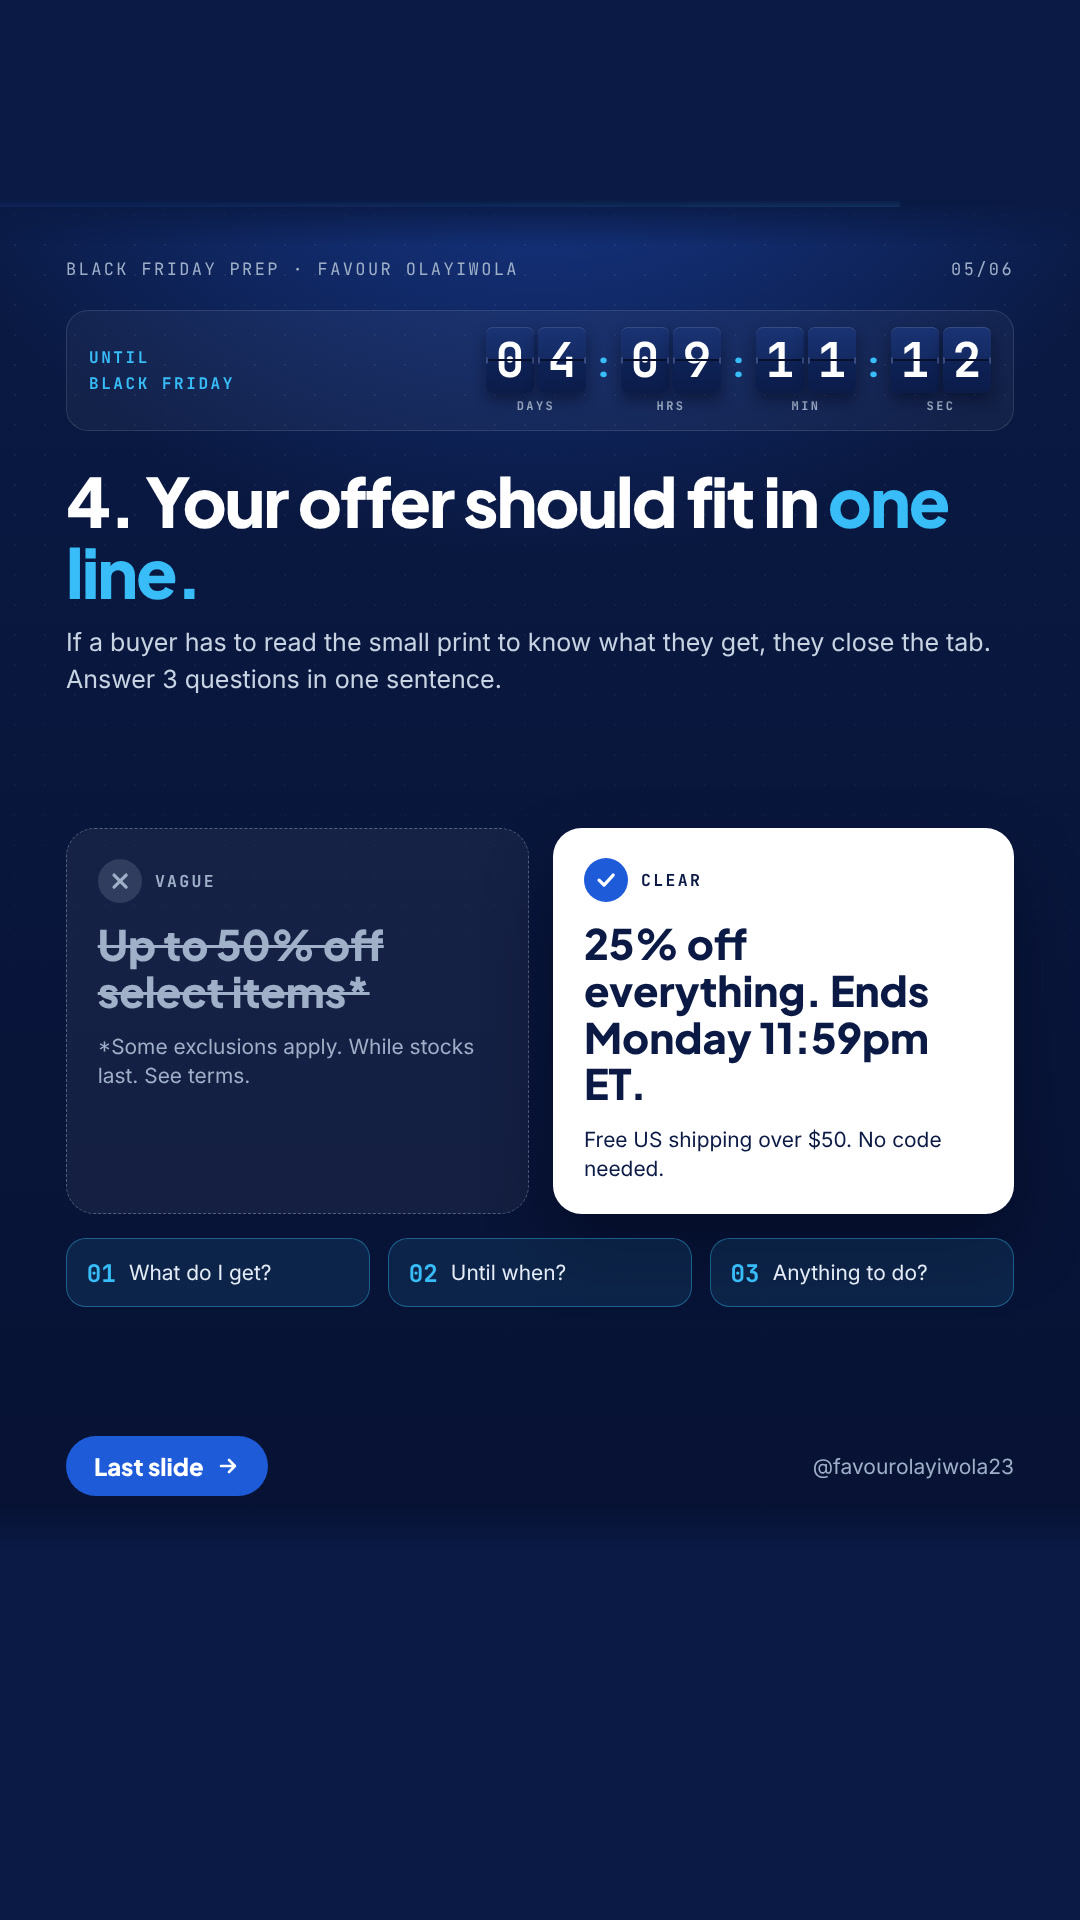 BLACK FRIDAY PREP · FAVOUR OLAYIWOLA
05/06
UNTIL
BLACK FRIDAY
04 : 09 : 11 : 12
DAYS HRS MIN SEC
4. Your offer should fit in one
line.
If a buyer has to read the small print to know what they get, they close the tab.
Answer 3 questions in one sentence.
VAGUE
Up to 50% off
select items*
*Some exclusions apply. While stocks
last. See terms.
CLEAR
25% off
everything. Ends
Monday 11:59pm
ET.
Free US shipping over $50. No code
needed.
01 What do I get?
02 Until when?
03 Anything to do?
Last slide →
@favourolayiwola23